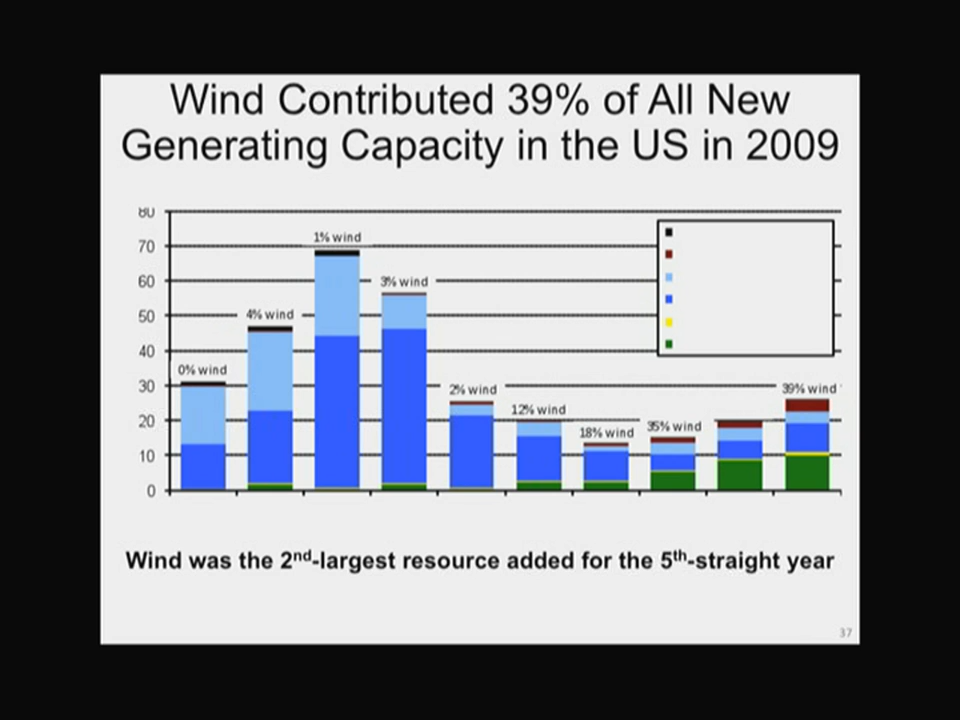 Wind Contributed 39% of All New
Generating Capacity in the US in 2009
80
70
60
50
40
30
20
10
0
0% wind
4% wind
1% wind
3% wind
2% wind
12% wind
18% wind
35% wind
39% wind
Wind was the 2nd-largest resource added for the 5th-straight year
37